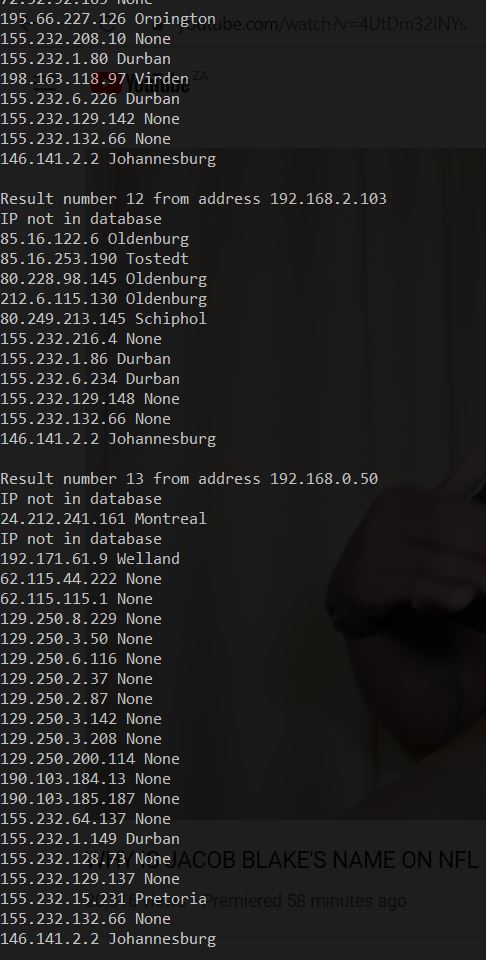 195.66.227.126 Orpington
155.232.208.10 None
155.232.1.80 Durban
198.163.118.97 Virden
155.232.6.226 Durban
155.232.129.142 None
155.232.132.66 None
146.141.2.2 Johannesburg
Result number 12 from address 192.168.2.103
IP not in database
85.16.122.6 Oldenburg
85.16.253.190 Tostedt
80.228.98.145 Oldenburg
212.6.115.130 Oldenburg
80.249.213.145 Schiphol
155.232.216.4 None
155.232.1.86 Durban
155.232.6.234 Durban
155.232.129.148 None
155.232.132.66 None
146.141.2.2 Johannesburg
Result number 13 from address 192.168.0.50
IP not in database
24.212.241.161 Montreal
IP not in database
192.171.61.9 Welland
62.115.44.222 None
62.115.115.1 None
129.250.8.229 None
129.250.3.50 None
129.250.6.116 None
129.250.2.37 None
129.250.2.87 None
129.250.3.142 None
129.250.3.208 None
129.250.200.114 None
190.103.184.13 None
190.103.185.187 None
155.232.64.137 None
155.232.1.149 Durban
155.232.128.73 None
155.232.129.137 None
155.232.15.231 Pretoria
155.232.132.66 None
146.141.2.2 Johannesburg
youtube.com/watch?v=4UtDm32INYs
YouTube ZA
JACOB BLAKE'S NAME ON NFL
Premiered 58 minutes ago